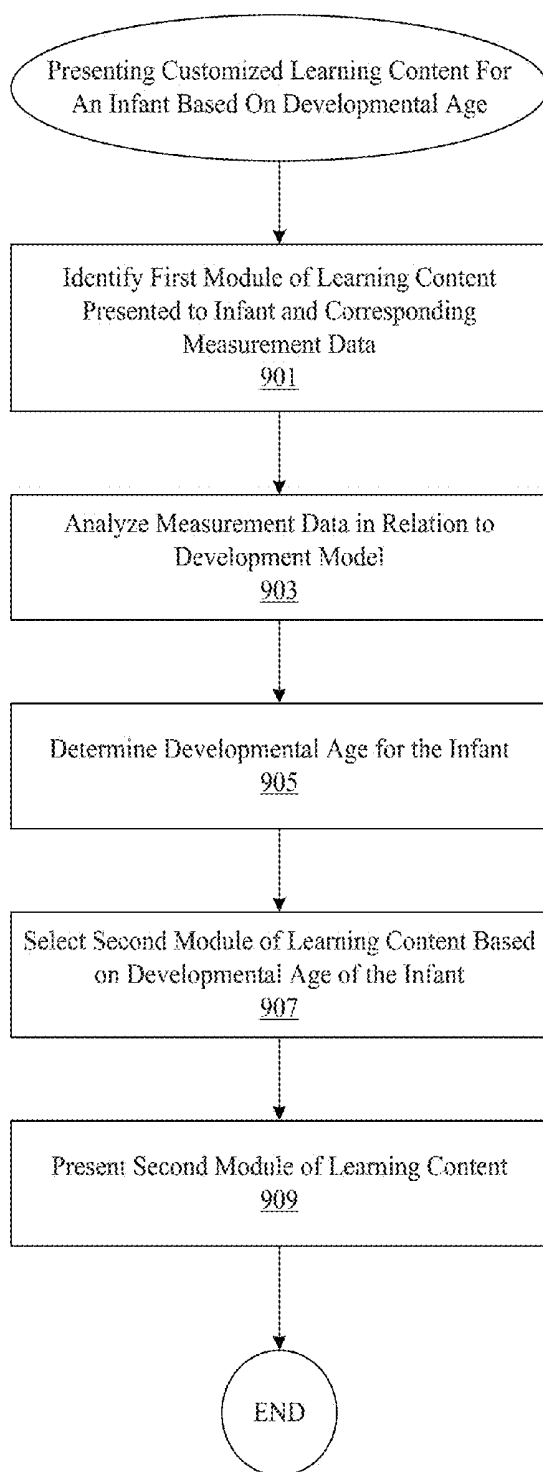 Presenting Customized Learning Content For
An Infant Based On Developmental Age
Identify First Module of Learning Content
Presented to Infant and Corresponding
Measurement Data
901
Analyze Measurement Data in Relation to
Development Model
903
Determine Developmental Age for the Infant
905
Select Second Module of Learning Content Based
on Developmental Age of the Infant
907
Present Second Module of Learning Content
909
END